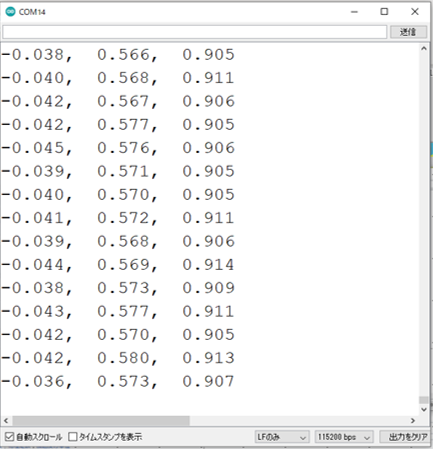 COM14
送信
-0.038, 0.566, 0.905
-0.040, 0.568, 0.911
-0.042, 0.567, 0.906
-0.042, 0.577, 0.905
-0.045, 0.576, 0.906
-0.039, 0.571, 0.905
-0.040, 0.570, 0.905
-0.041, 0.572, 0.911
-0.039, 0.568, 0.906
-0.044, 0.569, 0.914
-0.038, 0.573, 0.909
-0.043, 0.577, 0.911
-0.042, 0.570, 0.905
-0.042, 0.580, 0.913
-0.036, 0.573, 0.907
自動スクロール タイムスタンプを表示 LFのみ 115200 bps 出力をクリア